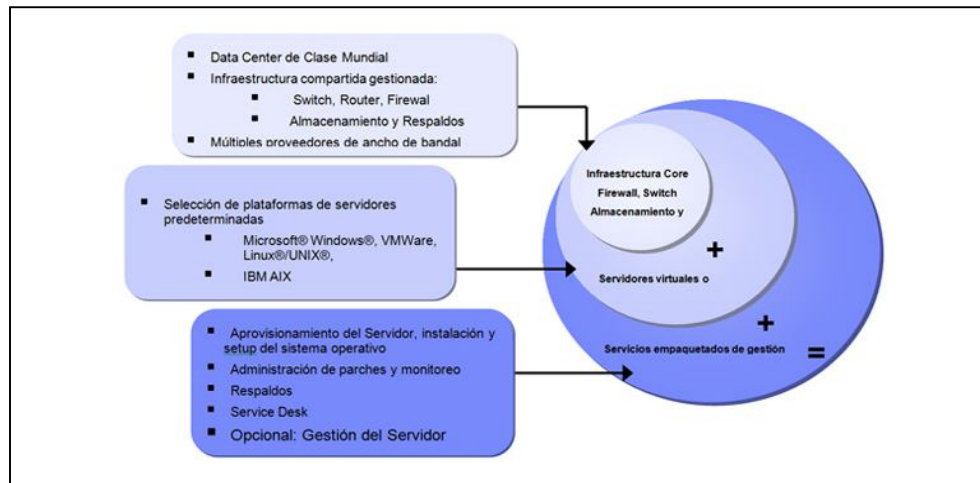 Data Center de Clase Mundial
Infraestructura compartida gestionada:
Switch, Router, Firewal
Almacenamiento y Respaldos
Múltiples proveedores de ancho de bandal
Selección de plataformas de servidores
predeterminadas
Microsoft® Windows®, VMWare,
Linux®/UNIX®,
IBM AIX
Aprovisionamiento del Servidor, instalación y
setup del sistema operativo
Administración de parches y monitoreo
Respaldos
Service Desk
Opcional: Gestión del Servidor
Infraestructura Core
Firewall, Switch
Almacenamiento y
+
Servidores virtuales o
+
Servicios empaquetados de gestión =